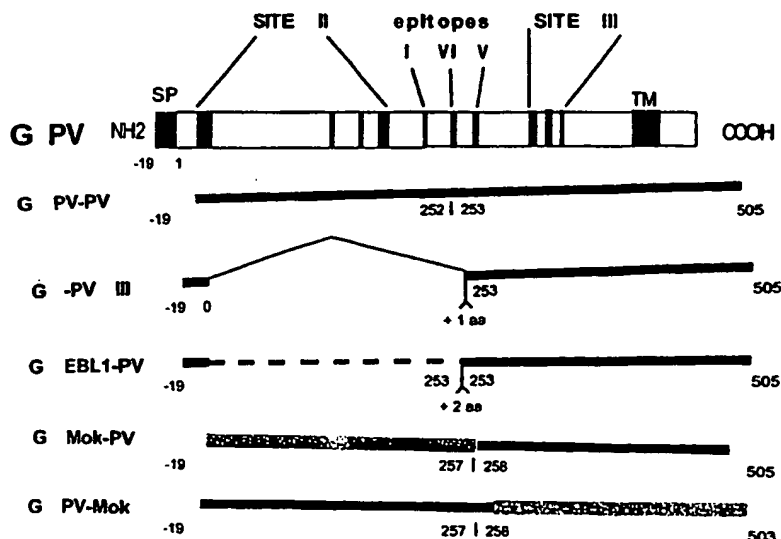 SITE II epitopes SITE III
I VI V
SP TM
G PV NH2 COOH
-19 1
G PV-PV
-19 252 253 505
G -PV III 253
-19 0 505
+ 1 aa
G EBL1-PV
-19 253 253 505
+ 2 aa
G Mok-PV
-19 257 258 505
G PV-Mok
-19 257 258 503